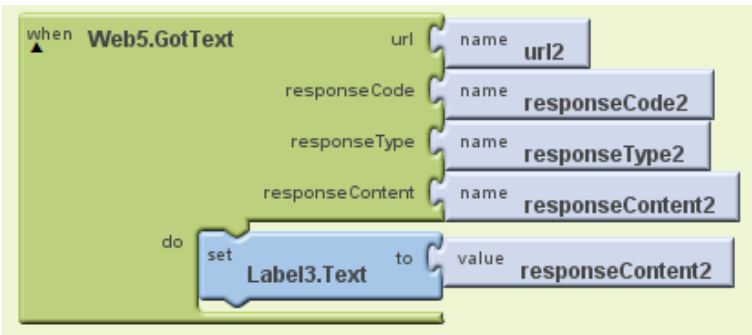 when Web5.GotText url name url2
responseCode name responseCode2
responseType name responseType2
responseContent name responseContent2
do set Label3.Text to value responseContent2